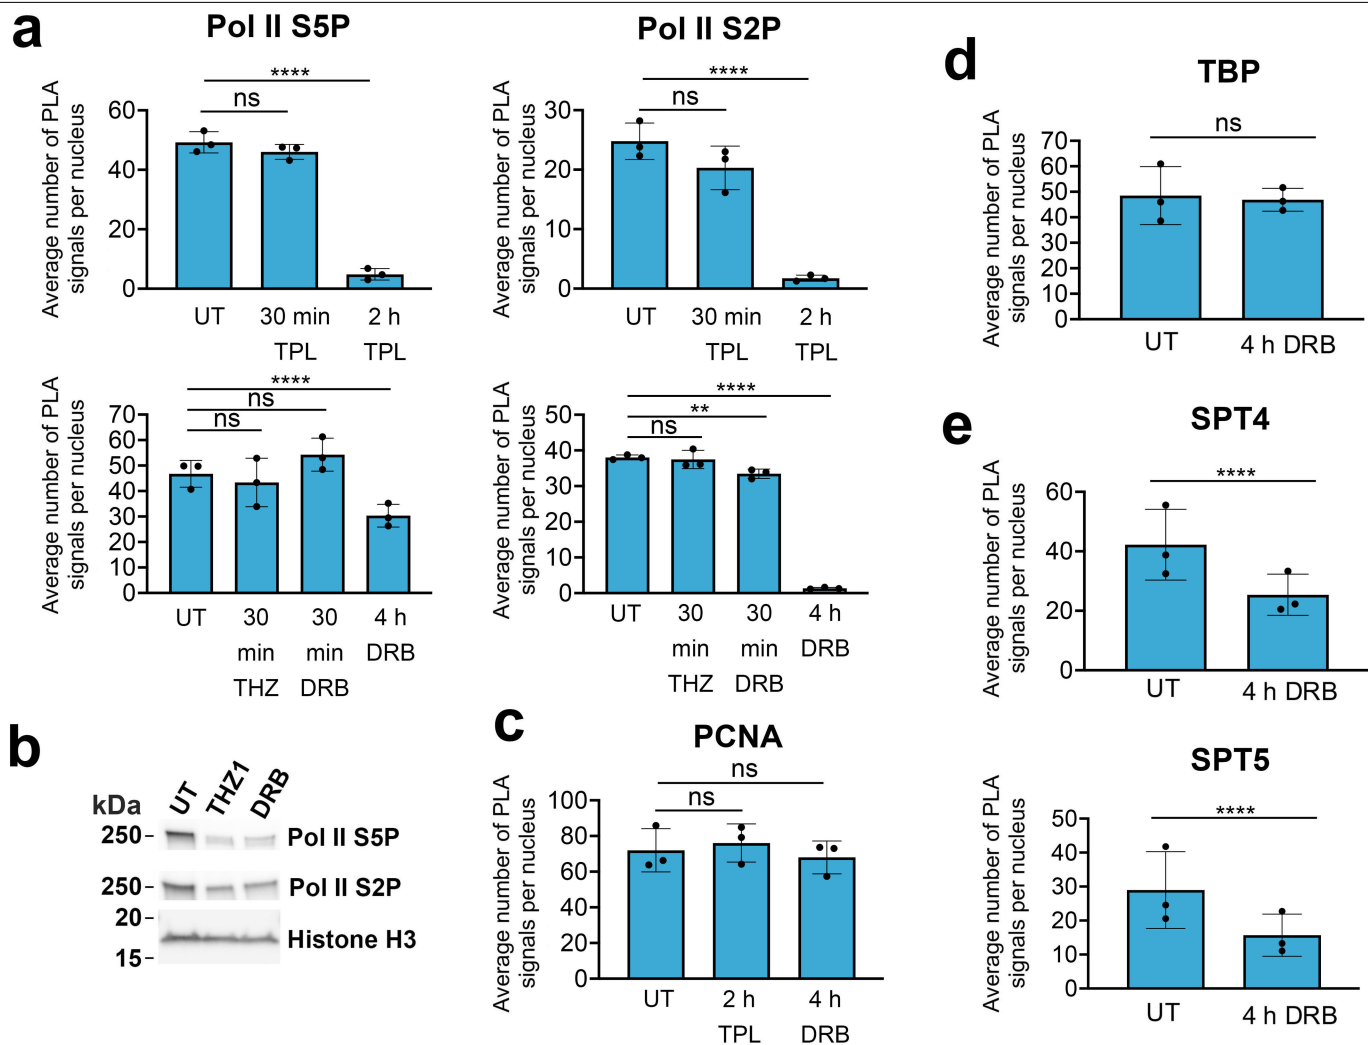 a
Pol II S5P
Average number of PLA
signals per nucleus
****
ns
60
40
20
0
UT
30 min
TPL
2 h
TPL
Pol II S2P
Average number of PLA
signals per nucleus
****
ns
30
20
10
0
UT
30 min
TPL
2 h
TPL
Average number of PLA
signals per nucleus
****
ns
ns
70
60
50
40
30
20
10
0
UT
30
min
THZ
30
min
DRB
4 h
DRB
Average number of PLA
signals per nucleus
****
**
ns
50
40
30
20
10
0
UT
30
min
THZ
30
min
DRB
4 h
DRB
b
kDa
UT
THZ1
DRB
250
Pol II S5P
250
Pol II S2P
20
15
Histone H3
c
PCNA
Average number of PLA
signals per nucleus
ns
ns
100
80
60
40
20
0
UT
2 h
TPL
4 h
DRB
d
TBP
Average number of PLA
signals per nucleus
ns
70
60
50
40
30
20
10
0
UT
4 h DRB
e
SPT4
Average number of PLA
signals per nucleus
****
60
40
20
0
UT
4 h DRB
SPT5
Average number of PLA
signals per nucleus
****
50
40
30
20
10
0
UT
4 h DRB